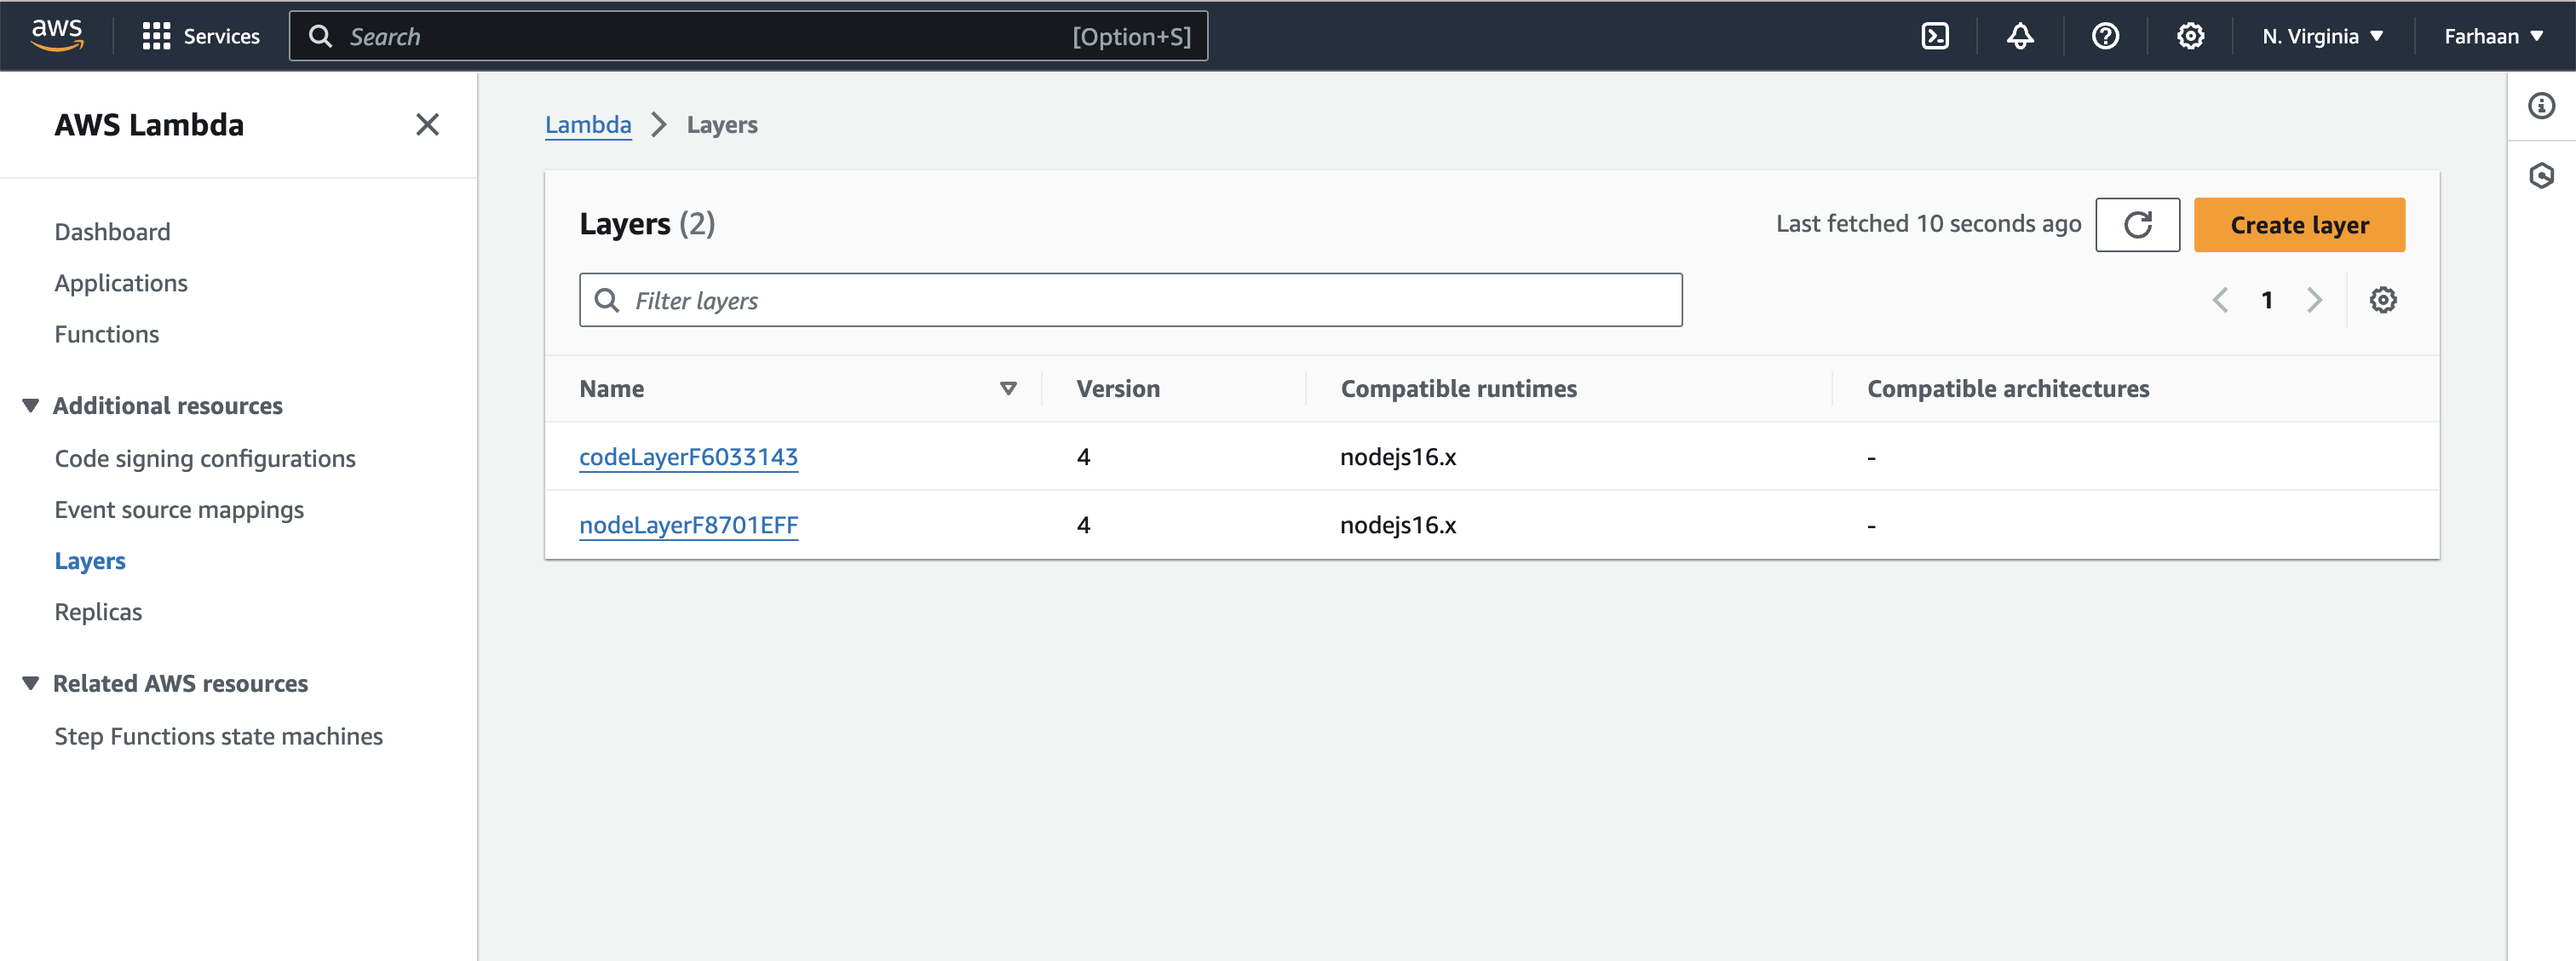 aws Services Search [Option+S] N. Virginia Farhaan
AWS Lambda
Dashboard
Applications
Functions
Additional resources
Code signing configurations
Event source mappings
Layers
Replicas
Related AWS resources
Step Functions state machines
Lambda Layers
Layers (2) Last fetched 10 seconds ago Create layer
Filter layers 1
Name Version Compatible runtimes Compatible architectures
codeLayerF6033143 4 nodejs16.x -
nodeLayerF8701EFF 4 nodejs16.x -